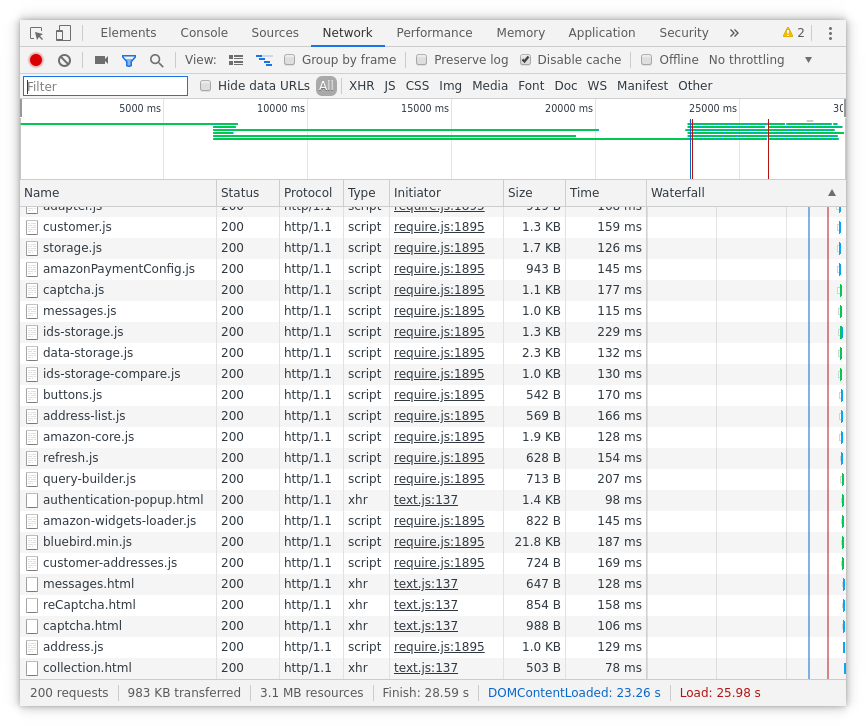 Elements Console Sources Network Performance Memory Application Security » 2
View: Group by frame Preserve log Disable cache Offline No throttling
Filter Hide data URLs All XHR JS CSS Img Media Font Doc WS Manifest Other
5000 ms 10000 ms 15000 ms 20000 ms 25000 ms 30
Name Status Protocol Type Initiator Size Time Waterfall
adapter.js 200 http/1.1 script require.js:1895 919 B 168 ms
customer.js 200 http/1.1 script require.js:1895 1.3 KB 159 ms
storage.js 200 http/1.1 script require.js:1895 1.7 KB 126 ms
amazonPaymentConfig.js 200 http/1.1 script require.js:1895 943 B 145 ms
captcha.js 200 http/1.1 script require.js:1895 1.1 KB 177 ms
messages.js 200 http/1.1 script require.js:1895 1.0 KB 115 ms
ids-storage.js 200 http/1.1 script require.js:1895 1.3 KB 229 ms
data-storage.js 200 http/1.1 script require.js:1895 2.3 KB 132 ms
ids-storage-compare.js 200 http/1.1 script require.js:1895 1.0 KB 130 ms
buttons.js 200 http/1.1 script require.js:1895 542 B 170 ms
address-list.js 200 http/1.1 script require.js:1895 569 B 166 ms
amazon-core.js 200 http/1.1 script require.js:1895 1.9 KB 128 ms
refresh.js 200 http/1.1 script require.js:1895 628 B 154 ms
query-builder.js 200 http/1.1 script require.js:1895 713 B 207 ms
authentication-popup.html 200 http/1.1 xhr text.js:137 1.4 KB 98 ms
amazon-widgets-loader.js 200 http/1.1 script require.js:1895 822 B 145 ms
bluebird.min.js 200 http/1.1 script require.js:1895 21.8 KB 187 ms
customer-addresses.js 200 http/1.1 script require.js:1895 724 B 169 ms
messages.html 200 http/1.1 xhr text.js:137 647 B 128 ms
reCaptcha.html 200 http/1.1 xhr text.js:137 854 B 158 ms
captcha.html 200 http/1.1 xhr text.js:137 988 B 106 ms
address.js 200 http/1.1 script require.js:1895 1.0 KB 129 ms
collection.html 200 http/1.1 xhr text.js:137 503 B 78 ms
200 requests 983 KB transferred 3.1 MB resources Finish: 28.59 s DOMContentLoaded: 23.26 s Load: 25.98 s